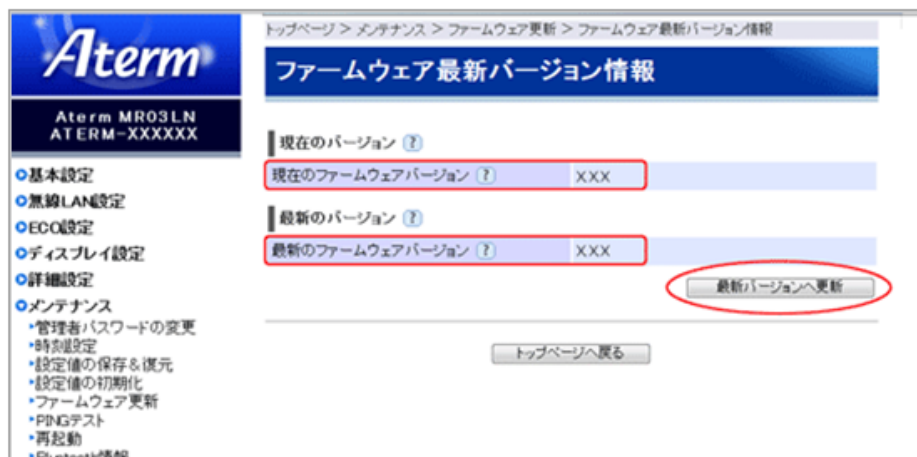 Aterm
Aterm MR03LN
ATERM-XXXXXX
基本設定
無線LAN設定
ECO設定
ディスプレイ設定
詳細設定
メンテナンス
管理者パスワードの変更
時刻設定
設定値の保存&復元
設定値の初期化
ファームウェア更新
PINGテスト
再起動
トップページ > メンテナンス > ファームウェア更新 > ファームウェア最新バージョン情報
ファームウェア最新バージョン情報
現在のバージョン ?
現在のファームウェアバージョン ? XXX
最新のバージョン ?
最新のファームウェアバージョン ? XXX
最新バージョンへ更新
トップページへ戻る